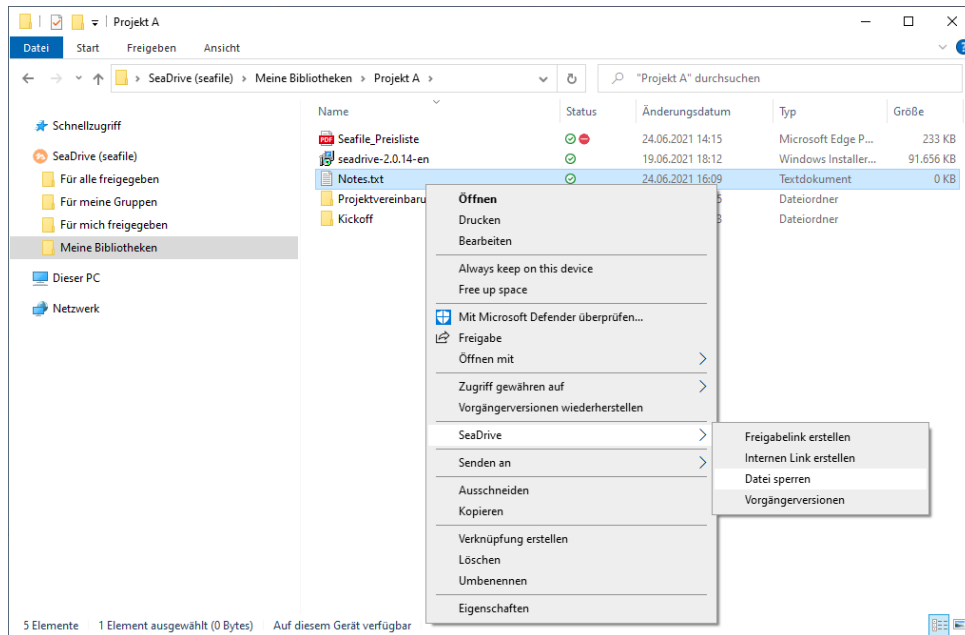 Projekt A
Datei Start Freigeben Ansicht
SeaDrive (seafile) Meine Bibliotheken Projekt A "Projekt A" durchsuchen
Name Status Änderungsdatum Typ Größe
Schnellzugriff
SeaDrive (seafile)
Für alle freigegeben
Für meine Gruppen
Für mich freigegeben
Meine Bibliotheken
Dieser PC
Netzwerk
PDF Seafile_Preisliste 24.06.2021 14:15 Microsoft Edge P... 233 KB
seadrive-2.0.14-en 19.06.2021 18:12 Windows Installer... 91.656 KB
Notes.txt 24.06.2021 16:09 Textdokument 0 KB
Projektvereinbaru Dateiordner
Kickoff Dateiordner
Öffnen
Drucken
Bearbeiten
Always keep on this device
Free up space
Mit Microsoft Defender überprüfen...
Freigabe
Öffnen mit
Zugriff gewähren auf
Vorgängerversionen wiederherstellen
SeaDrive
Senden an
Ausschneiden
Kopieren
Verknüpfung erstellen
Löschen
Umbenennen
Eigenschaften
Freigabelink erstellen
Internen Link erstellen
Datei sperren
Vorgängerversionen
5 Elemente 1 Element ausgewählt (0 Bytes) Auf diesem Gerät verfügbar